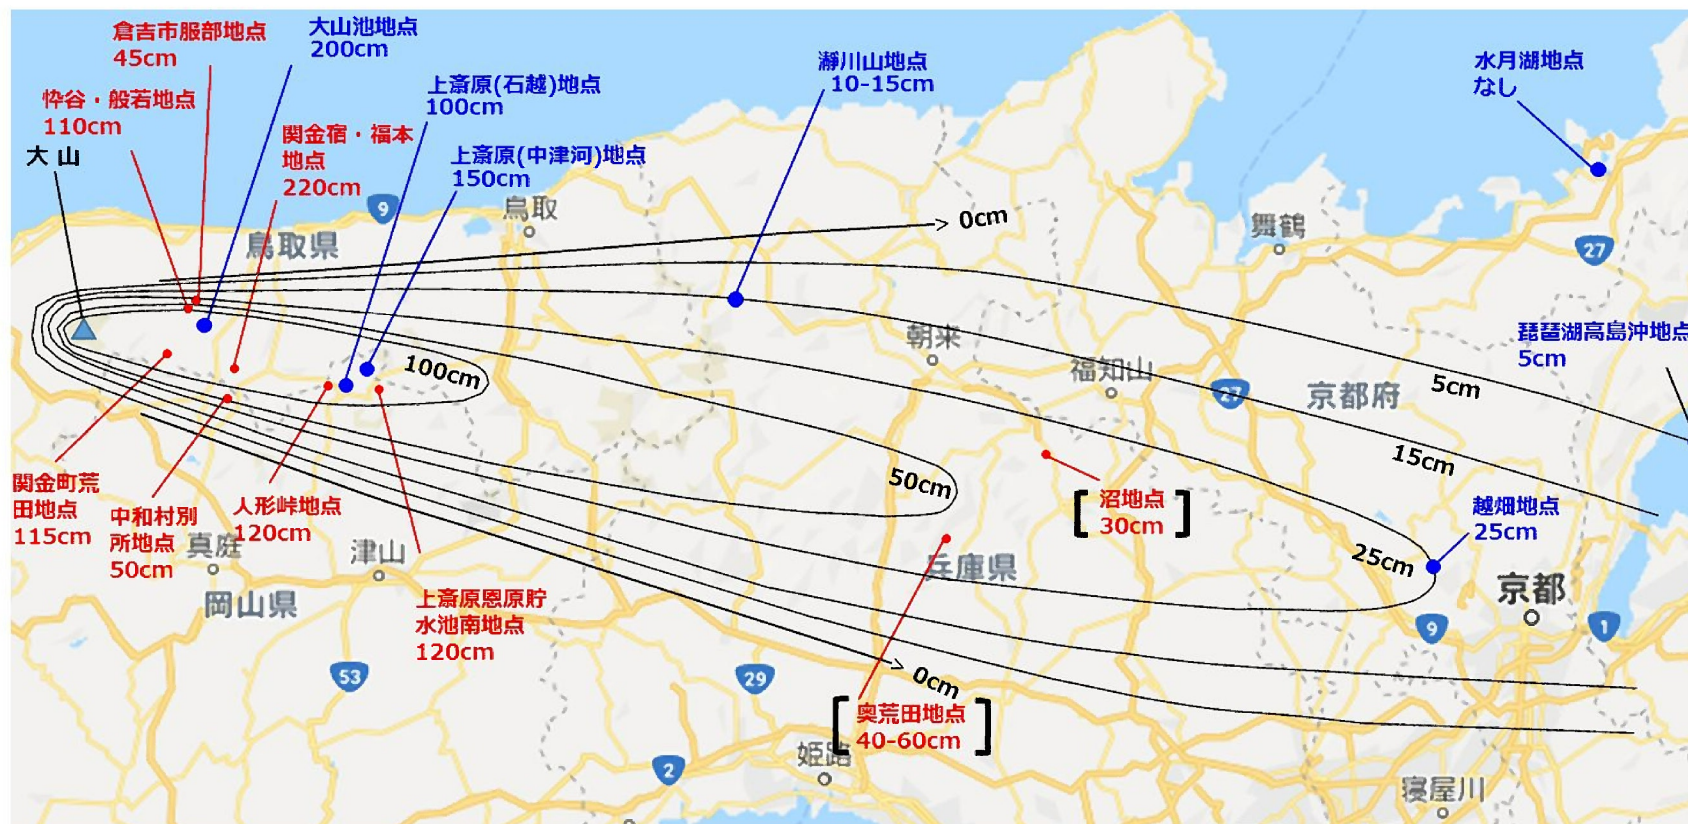 倉吉市服部地点
45cm
大山池地点
200cm
瀞川山地点
10-15cm
水月湖地点
なし
忰谷・般若地点
110cm
上斎原(石越)地点
100cm
関金宿・福本
地点
220cm
上斎原(中津河)地点
150cm
大山
9
鳥取
鳥取県
0cm
舞鶴
27
朝来
福知山
27
京都府
琵琶湖高島沖地点
5cm
100cm
5cm
15cm
50cm
関金町荒
田地点
115cm
中和村別
所地点
50cm
人形峠地点
120cm
[沼地点
30cm]
越畑地点
25cm
25cm
真庭
津山
兵庫県
京都
岡山県
上斎原恩原貯
水池南地点
120cm
9
1
53
29
0cm
[奥荒田地点
40-60cm]
姫路
2
寝屋川